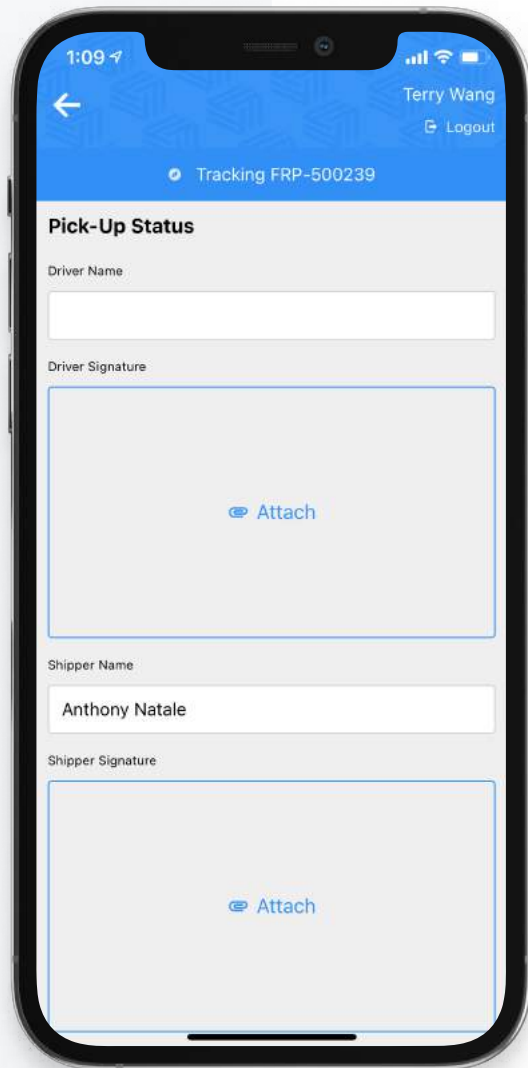 1:09
Terry Wang
Logout
Tracking FRP-500239
Pick-Up Status
Driver Name
Driver Signature
Attach
Shipper Name
Anthony Natale
Shipper Signature
Attach